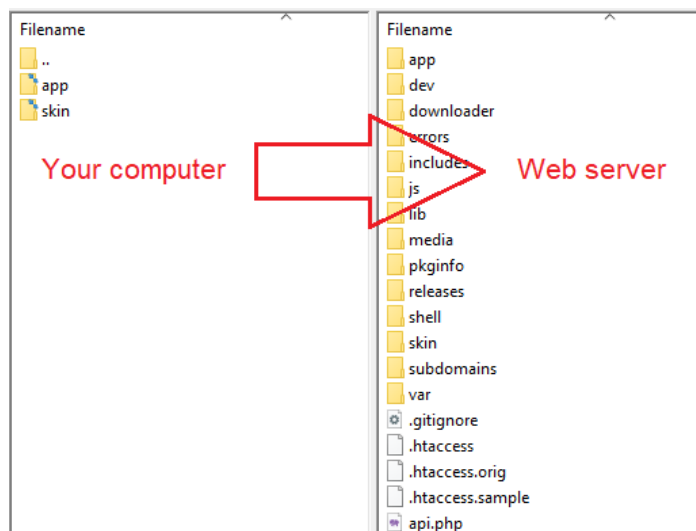 Filename
..
app
skin
Your computer
Filename
app
dev
downloader
errors
includes
js
lib
media
pkginfo
releases
shell
skin
subdomains
var
.gitignore
.htaccess
.htaccess.orig
.htaccess.sample
api.php
Web server